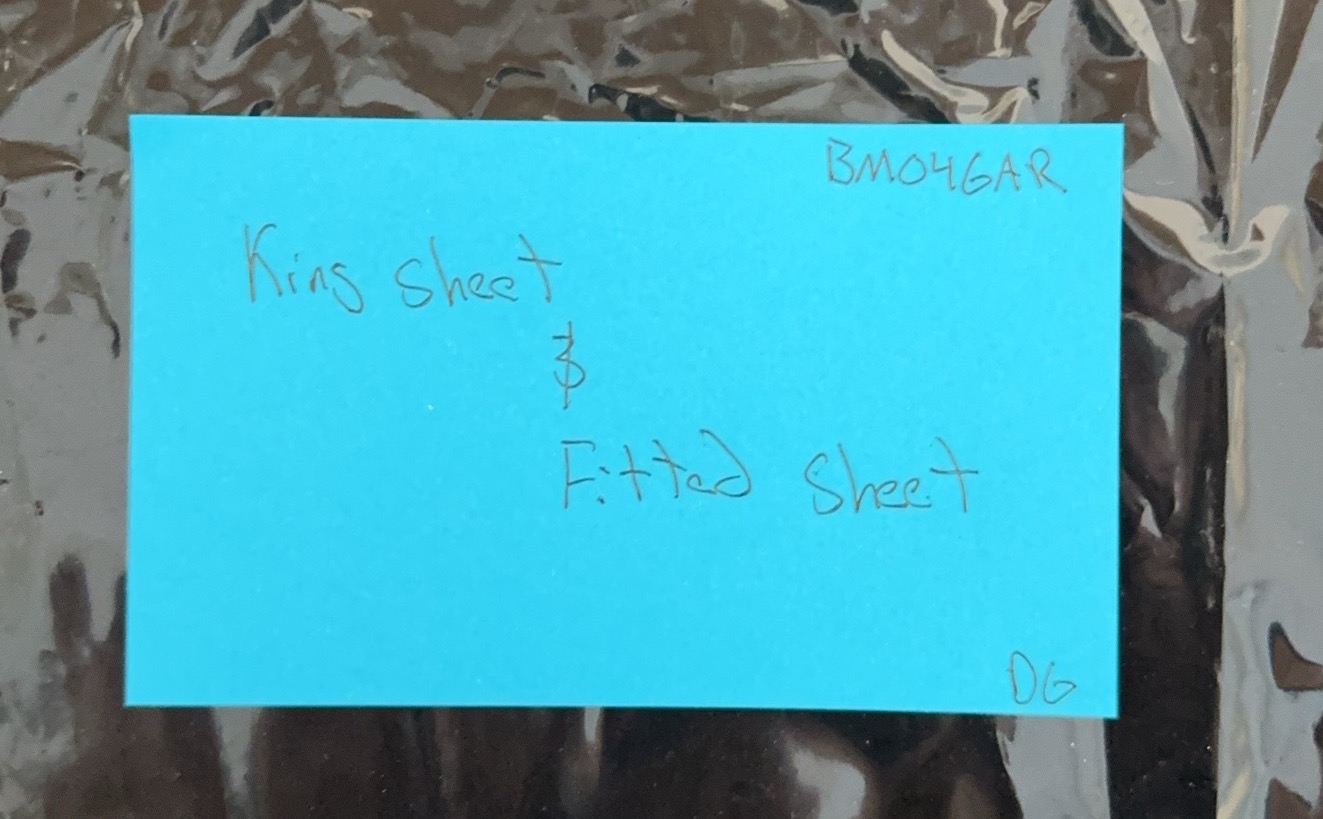 BM04GAR
King sheet
&
Fitted sheet
DG